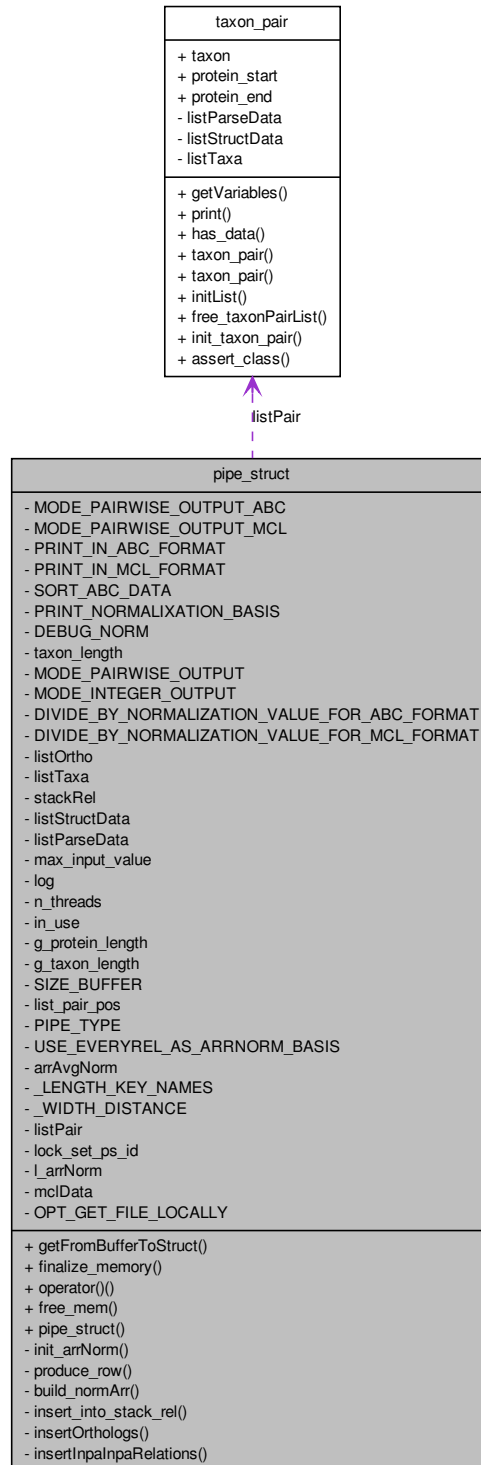 taxon_pair
+ taxon
+ protein_start
+ protein_end
- listParseData
- listStructData
- listTaxa
+ getVariables()
+ print()
+ has_data()
+ taxon_pair()
+ taxon_pair()
+ initList()
+ free_taxonPairList()
+ init_taxon_pair()
+ assert_class()
listPair
pipe_struct
- MODE_PAIRWISE_OUTPUT_ABC
- MODE_PAIRWISE_OUTPUT_MCL
- PRINT_IN_ABC_FORMAT
- PRINT_IN_MCL_FORMAT
- SORT_ABC_DATA
- PRINT_NORMALIXATION_BASIS
- DEBUG_NORM
- taxon_length
- MODE_PAIRWISE_OUTPUT
- MODE_INTEGER_OUTPUT
- DIVIDE_BY_NORMALIZATION_VALUE_FOR_ABC_FORMAT
- DIVIDE_BY_NORMALIZATION_VALUE_FOR_MCL_FORMAT
- listOrtho
- listTaxa
- stackRel
- listStructData
- listParseData
- max_input_value
- log
- n_threads
- in_use
- g_protein_length
- g_taxon_length
- SIZE_BUFFER
- list_pair_pos
- PIPE_TYPE
- USE_EVERYREL_AS_ARRNORM_BASIS
- arrAvgNorm
- _LENGTH_KEY_NAMES
- _WIDTH_DISTANCE
- listPair
- lock_set_ps_id
- l_arrNorm
- mclData
- OPT_GET_FILE_LOCALLY
+ getFromBufferToStruct()
+ finalize_memory()
+ operator()()
+ free_mem()
+ pipe_struct()
- init_arrNorm()
- produce_row()
- build_normArr()
- insert_into_stack_rel()
- insertOrthologs()
- insertInpaInpaRelations()